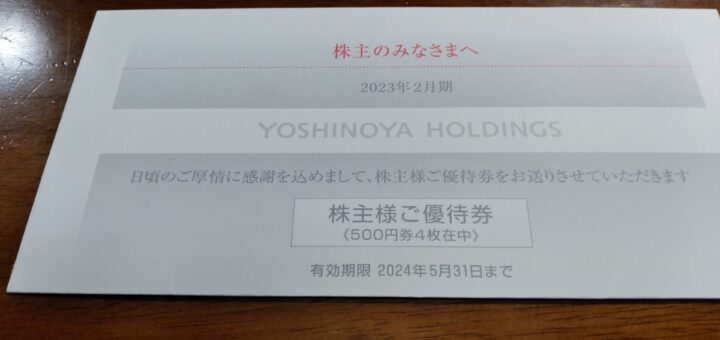 株主のみなさまへ
2023年2月期
YOSHINOYA HOLDINGS
日頃のご厚情に感謝を込めまして、株主様ご優待券をお送りさせていただきます
株主様ご優待券
《500円券4枚在中》
有効期限 2024年5月31日まで